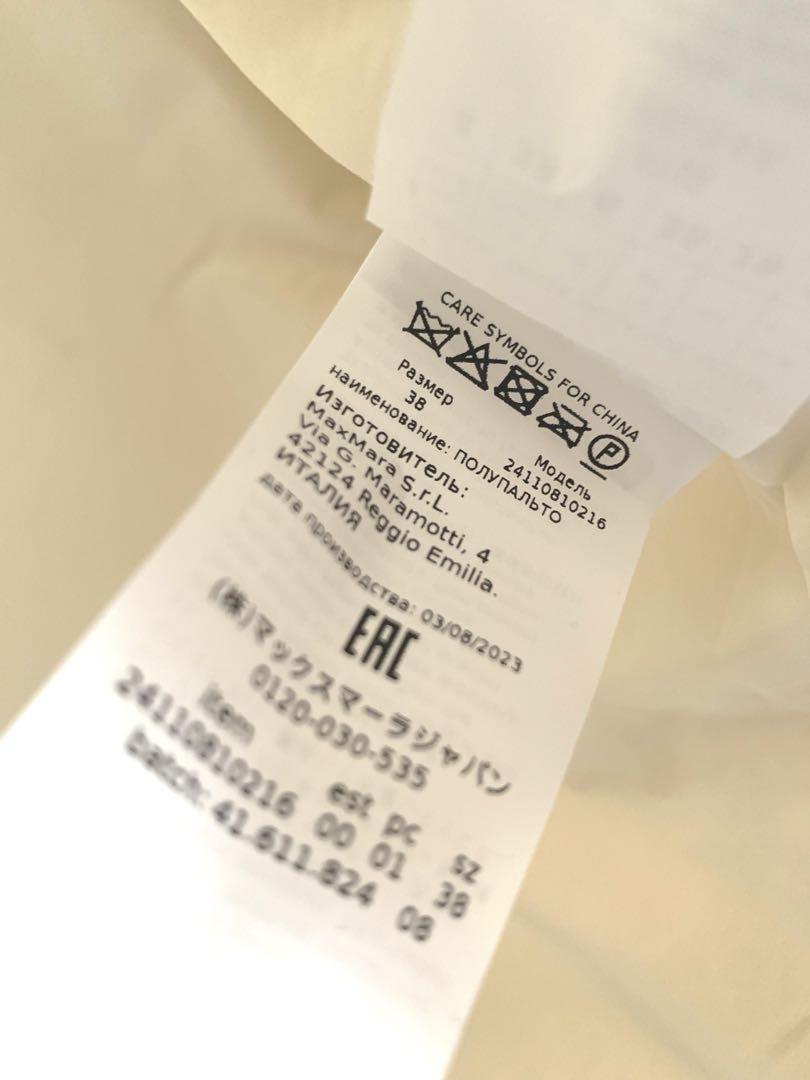 CARE SYMBOLS FOR CHINA
P
Размер Модель
38 24110810216
наименование: ПОЛУПАЛЬТО
Изготовитель:
MaxMara S.r.L.
Via G. Maramotti, 4
42124 Reggio Emilia.
ИТАЛИЯ
дата производства: 03/08/2023
EAC
(株)マックスマーラジャパン
0120-030-535
item est pc sz
24110810216 00 01 38
batch: 41.611.824 08